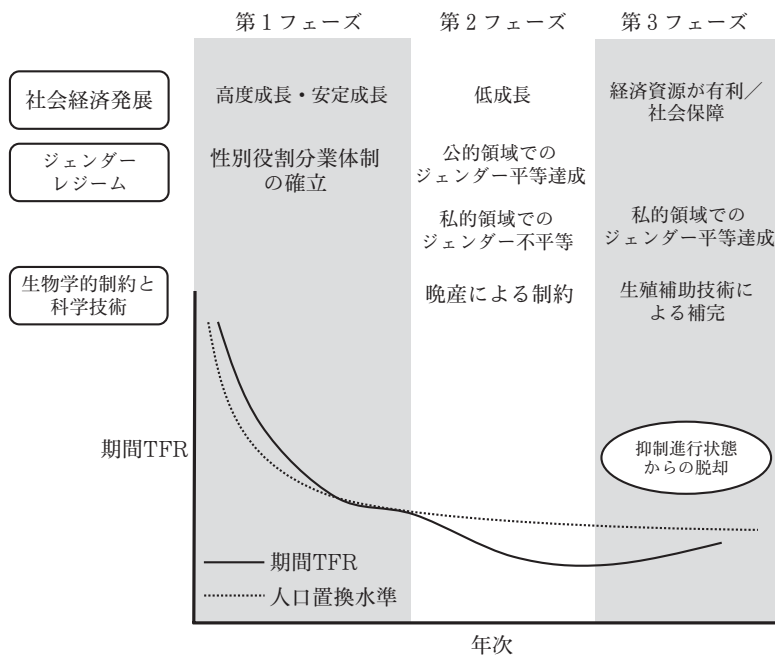 第1フェーズ
第2フェーズ
第3フェーズ
社会経済発展
高度成長・安定成長
低成長
経済資源が有利／
社会保障
ジェンダー
レジーム
性別役割分業体制
の確立
公的領域での
ジェンダー平等達成
私的領域での
ジェンダー不平等
私的領域での
ジェンダー平等達成
生物学的制約と
科学技術
晩産による制約
生殖補助技術に
よる補完
期間TFR
抑制進行状態
からの脱却
期間TFR
人口置換水準
年次